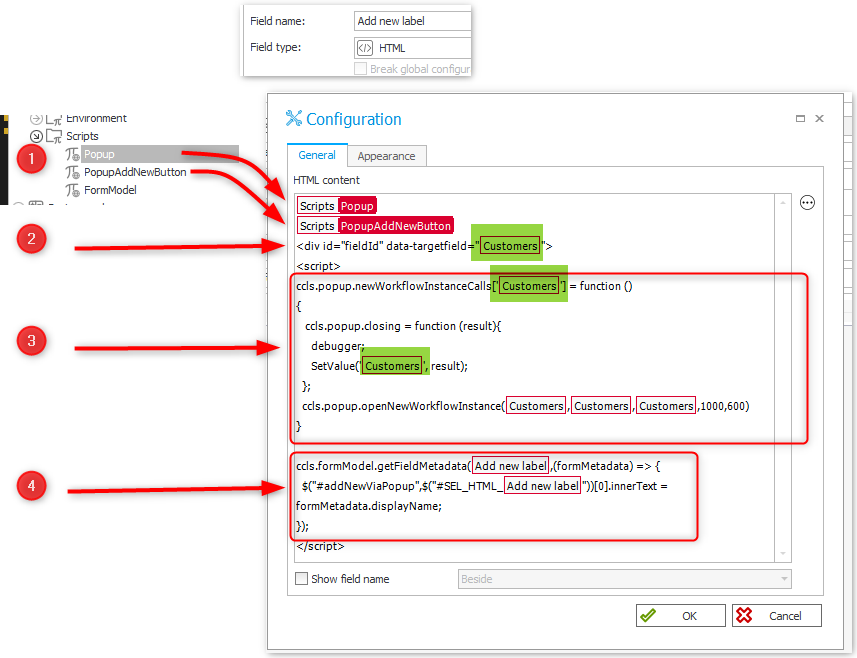 Field name:
Add new label
Field type:
</> HTML
Break global configur
Environment
Scripts
Popup
PopupAddNewButton
FormModel
1
2
3
4
Configuration
General
Appearance
HTML content
Scripts Popup
Scripts PopupAddNewButton
<div id="fieldId" data-targetfield="Customers">
<script>
ccls.popup.newWorkflowInstanceCalls['Customers'] = function ()
{
ccls.popup.closing = function (result){
debugger;
SetValue('Customers', result);
};
ccls.popup.openNewWorkflowInstance(Customers,Customers,Customers,1000,600)
}
ccls.formModel.getFieldMetadata(Add new label,(formMetadata) => {
$("#addNewViaPopup",$("#SEL_HTML_Add new label"))[0].innerText =
formMetadata.displayName;
});
</script>
Show field name
Beside
OK
Cancel